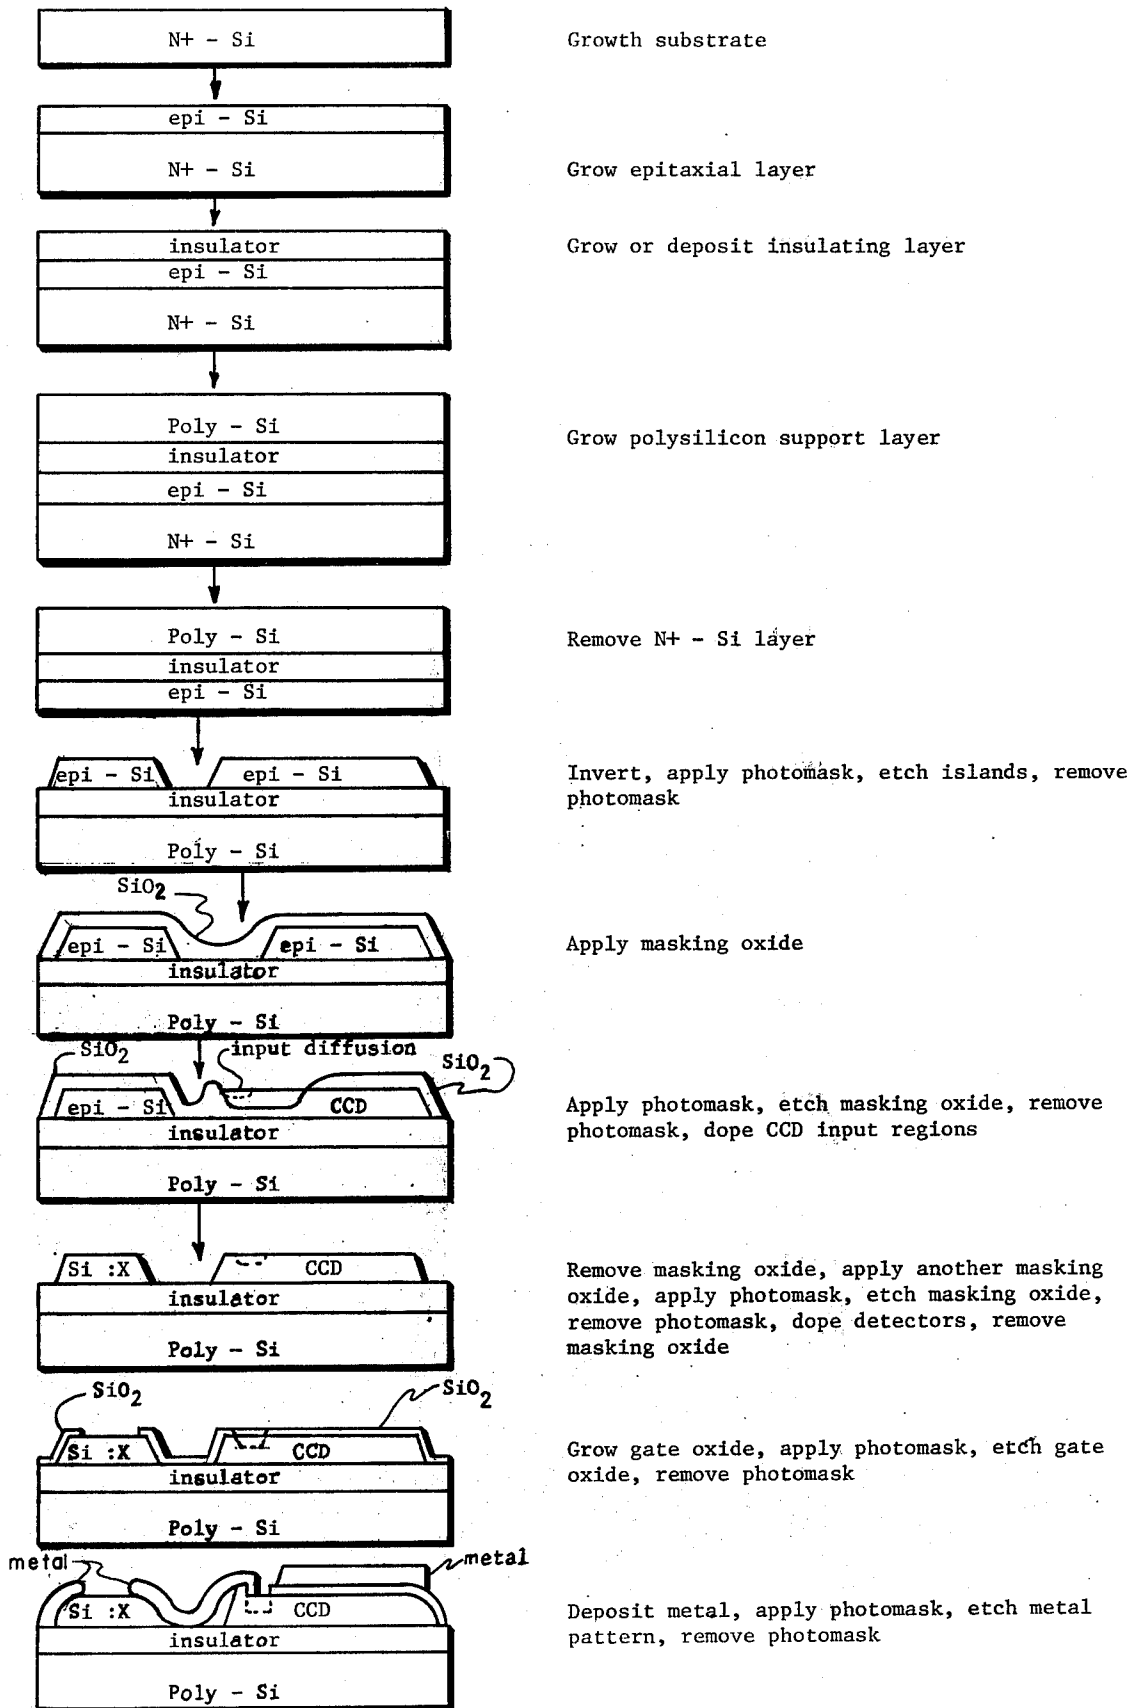 N+ - Si
Growth substrate
epi - Si
N+ - Si
Grow epitaxial layer
insulator
Grow or deposit insulating layer
epi - Si
N+ - Si
Poly - Si
Grow polysilicon support layer
insulator
epi - Si
N+ - Si
Poly - Si
Remove N+ - Si layer
insulator
epi - Si
epi - Si
epi - Si
Invert, apply photomask, etch islands, remove
photomask
insulator
Poly - Si
SiO2
epi - Si
epi - Si
Apply masking oxide
insulator
Poly - Si
SiO2
input diffusion
SiO2
epi - Si
CCD
Apply photomask, etch masking oxide, remove
photomask, dope CCD input regions
insulator
Poly - Si
Si :X
CCD
Remove masking oxide, apply another masking
oxide, apply photomask, etch masking oxide,
remove photomask, dope detectors, remove
masking oxide
insulator
Poly - Si
SiO2
SiO2
Si :X
CCD
Grow gate oxide, apply photomask, etch gate
oxide, remove photomask
insulator
Poly - Si
metal
metal
Si :X
CCD
Deposit metal, apply photomask, etch metal
pattern, remove photomask
insulator
Poly - Si